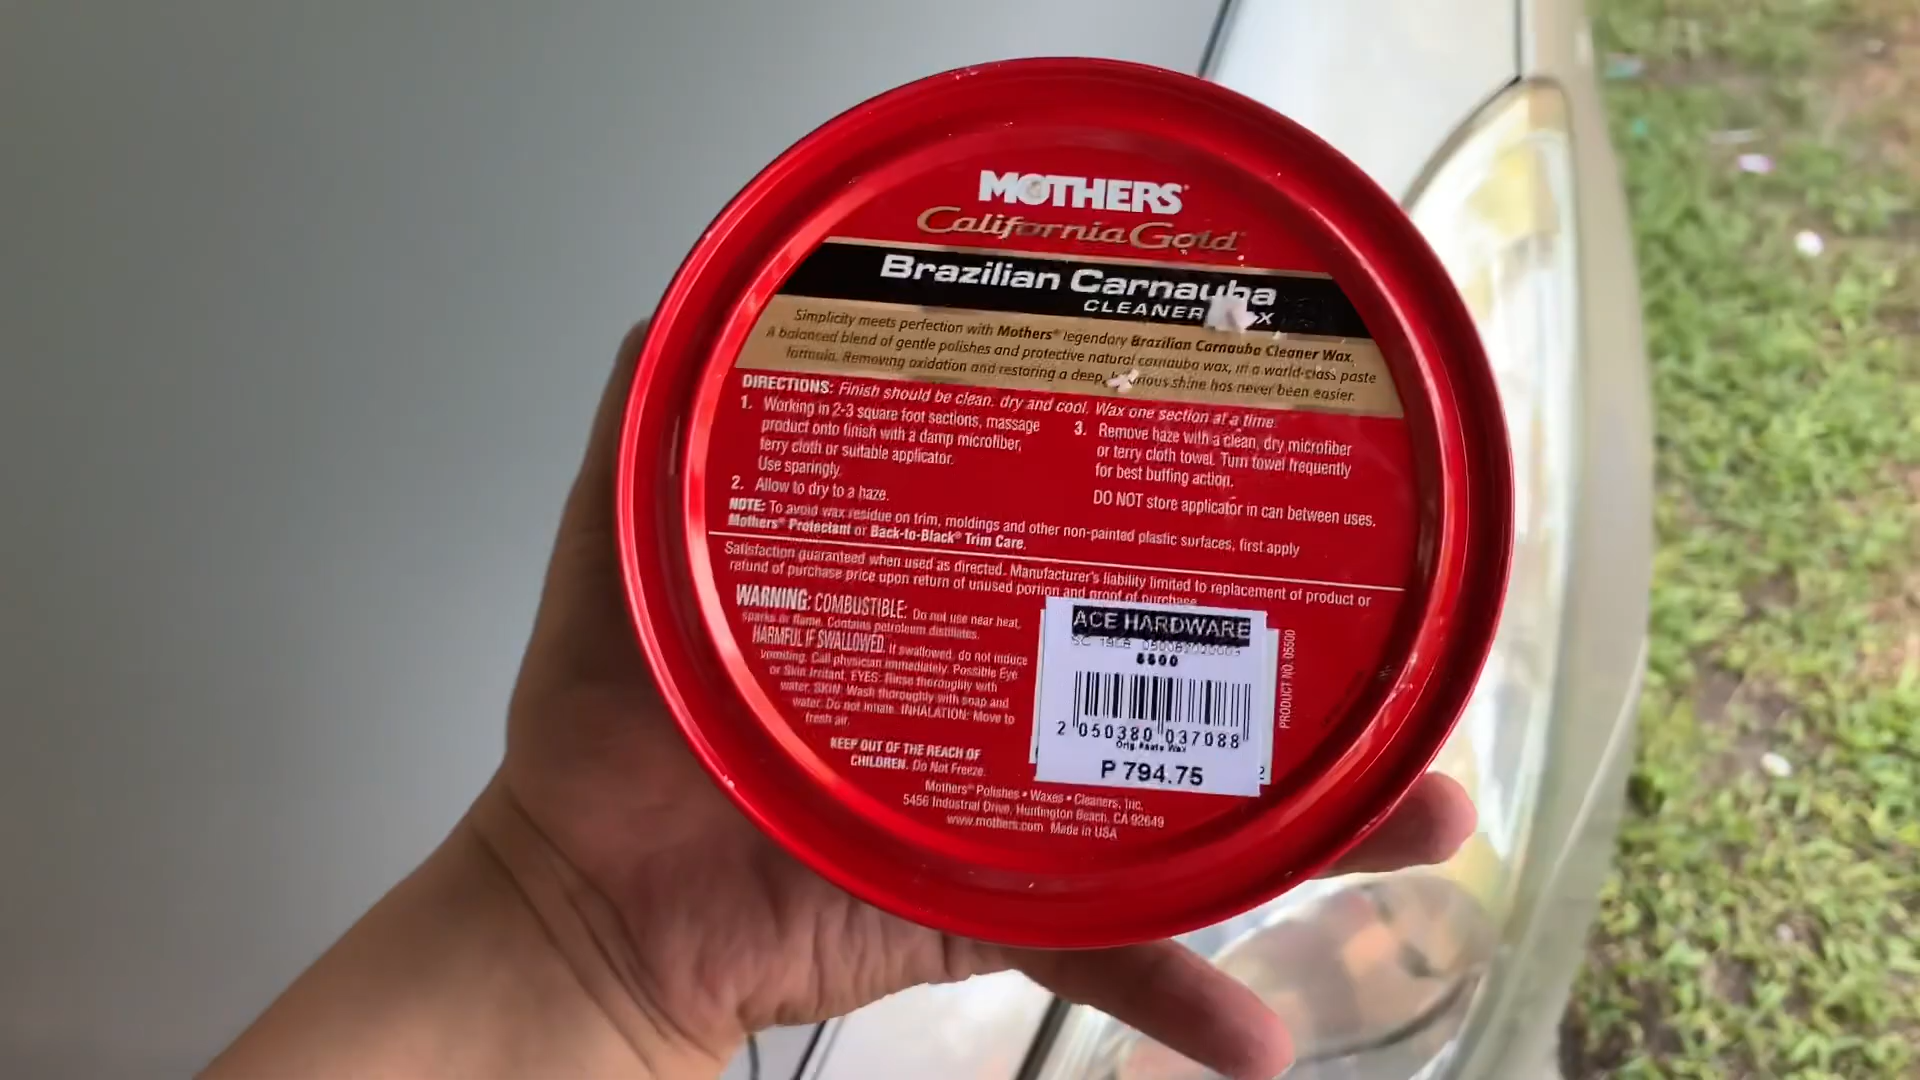 MOTHERS®
California Gold®
Brazilian Carnauba
CLEANER
Simplicity meets perfection with Mothers® legendary Brazilian Carnauba Cleaner Wax.
A balanced blend of gentle polishes and protective natural carnauba wax, in a world-class paste
formula. Removing oxidation and restoring a deep, shine has never been easier.
DIRECTIONS: Finish should be clean, dry and cool. Wax one section at a time.
1. Working in 2-3 square foot sections, massage
product onto finish with a damp microfiber,
terry cloth or suitable applicator.
Use sparingly.
2. Allow to dry to a haze.
3. Remove haze with a clean, dry microfiber
or terry cloth towel. Turn towel frequently
for best buffing action.
DO NOT store applicator in can between uses.
NOTE: To avoid wax residue on trim, moldings and other non-painted plastic surfaces, first apply
Mothers® Protectant or Back-to-Black® Trim Care.
Satisfaction guaranteed when used as directed. Manufacturer's liability limited to replacement of product or
refund of purchase price upon return of unused portion and proof of purchase.
WARNING: COMBUSTIBLE: Do not use near heat,
sparks or flame. Contains petroleum distillates.
HARMFUL IF SWALLOWED. If swallowed, do not induce
vomiting. Call physician immediately. Possible Eye
or Skin Irritant. EYES: Rinse thoroughly with
water. SKIN: Wash thoroughly with soap and
water. Do not inhale. INHALATION: Move to
fresh air.
KEEP OUT OF THE REACH OF
CHILDREN. Do Not Freeze.
ACE HARDWARE
5500
2 050380 037088
Orig Paste Wax
P 794.75
2
PRODUCT NO. 05500
Mothers® Polishes • Waxes • Cleaners, Inc.
5456 Industrial Drive, Huntington Beach, CA 92649
www.mothers.com Made in USA